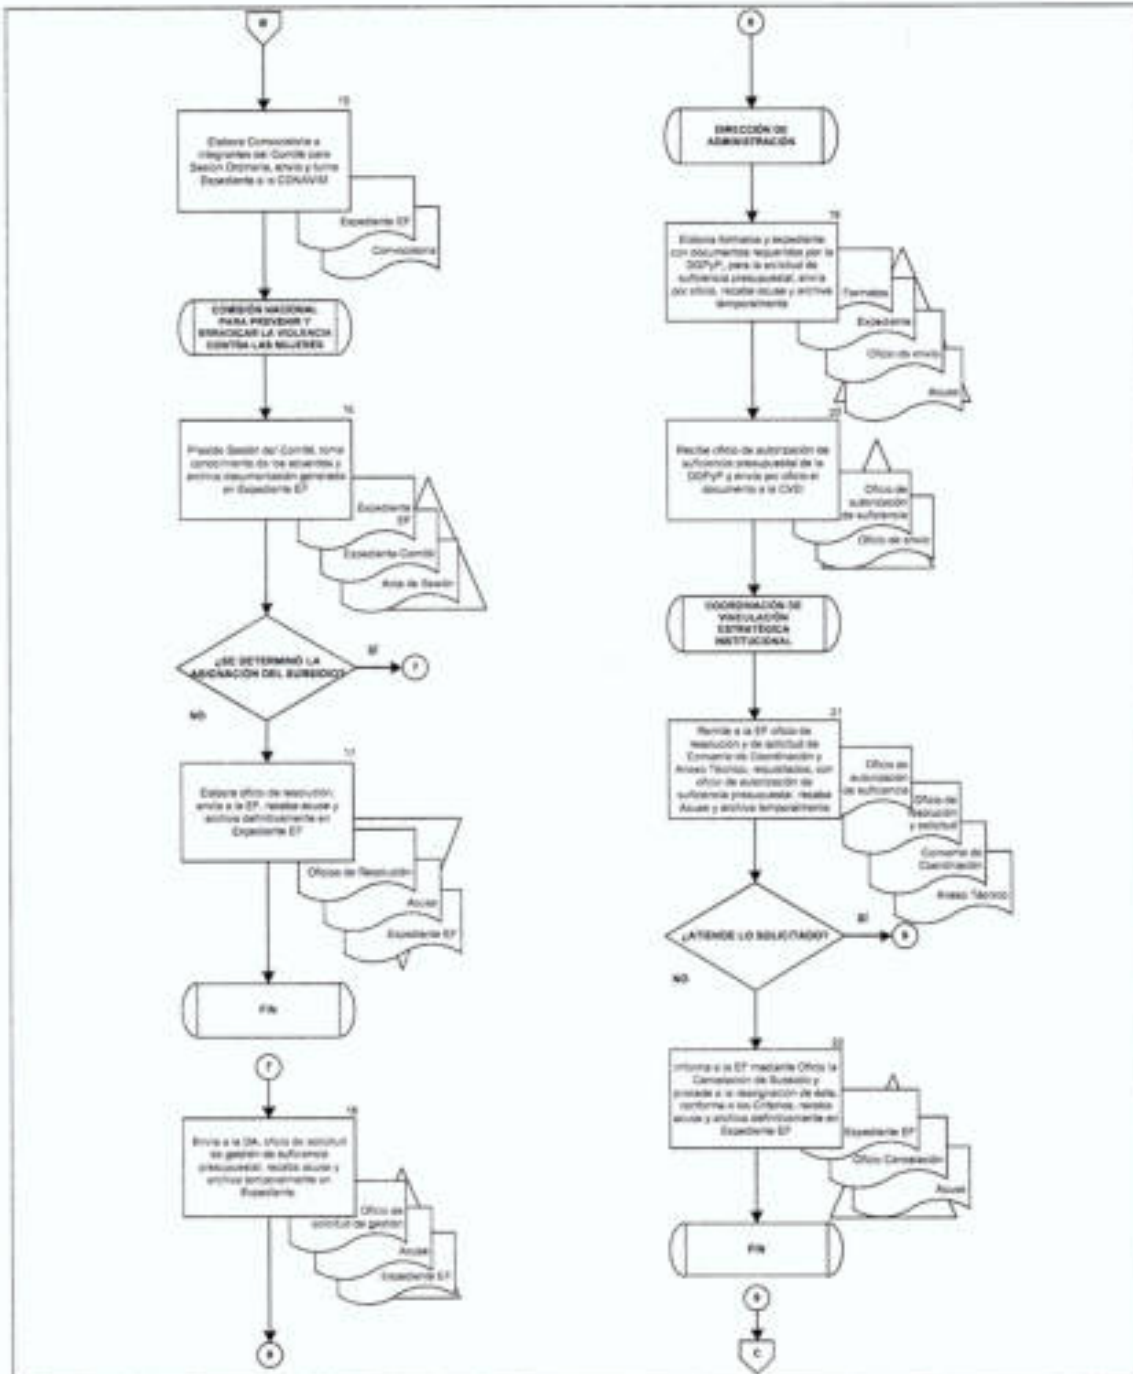 B
15
Elabora Convocatoria a
integrantes del Comité para
Sesión Ordinaria, envía y turna
Expediente a la CONAVIM
Expediente EF
Convocatoria
COMISIÓN NACIONAL
PARA PREVENIR Y
ERRADICAR LA VIOLENCIA
CONTRA LAS MUJERES
16
Preside Sesión del Comité, toma
conocimiento de los acuerdos y
archiva documentación generada
en Expediente EF
Expediente
EF
Expediente Comité
Acta de Sesión
¿SE DETERMINÓ LA
ASIGNACIÓN DEL SUBSIDIO?
SÍ
7
NO
17
Elabora oficio de resolución,
envía a la EF, recaba acuse y
archiva definitivamente en
Expediente EF
Oficios de Resolución
Acuse
Expediente EF
FIN
7
18
Envía a la DA, oficio de solicitud
de gestión de suficiencia
presupuestal, recaba acuse y
archiva temporalmente en
Expediente
Oficio de
solicitud de gestión
Acuse
Expediente EF
8
8
DIRECCIÓN DE
ADMINISTRACIÓN
19
Elabora formatos y expediente
con documentos requeridos por la
DGPyP, para la solicitud de
suficiencia presupuestal, envía
por oficio, recaba acuse y archiva
temporalmente
Formatos
Expediente
Oficio de envío
Acuse
20
Recibe oficio de autorización de
suficiencia presupuestal de la
DGPyP y envía por oficio el
documento a la CVEI
Oficio de
autorización
de suficiencia
Oficio de envío
COORDINACIÓN DE
VINCULACIÓN
ESTRATÉGICA
INSTITUCIONAL
21
Remite a la EF oficio de
resolución y de solicitud de
Convenio de Coordinación y
Anexo Técnico, requisitados, con
oficio de autorización de
suficiencia presupuestal, recaba
Acuse y archiva temporalmente
Oficio de
autorización
de suficiencia
Oficio de
resolución
y solicitud
Convenio de
Coordinación
Anexo Técnico
¿ATIENDE LO SOLICITADO?
SÍ
9
NO
22
Informa a la EF mediante Oficio la
Cancelación de Subsidio y
procede a la reasignación de éste,
conforme a los Criterios, recaba
acuse y archiva definitivamente en
Expediente EF
Expediente EF
Oficio Cancelación
Acuse
FIN
9
C